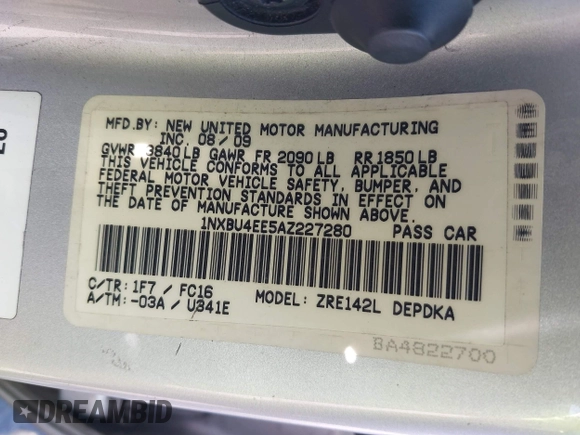 MFD.BY: NEW UNITED MOTOR MANUFACTURING
INC. 08/09
GVWR 3840 LB GAWR FR 2090 LB RR 1850 LB
THIS VEHICLE CONFORMS TO ALL APPLICABLE
FEDERAL MOTOR VEHICLE SAFETY, BUMPER, AND
THEFT PREVENTION STANDARDS IN EFFECT ON
THE DATE OF MANUFACTURE SHOWN ABOVE.
1NXBU4EE5AZ227280 PASS CAR
C/TR: 1F7 / FC16
A/TM: -03A / U341E
MODEL: ZRE142L DEPDKA
BA4822700
DREAMBID